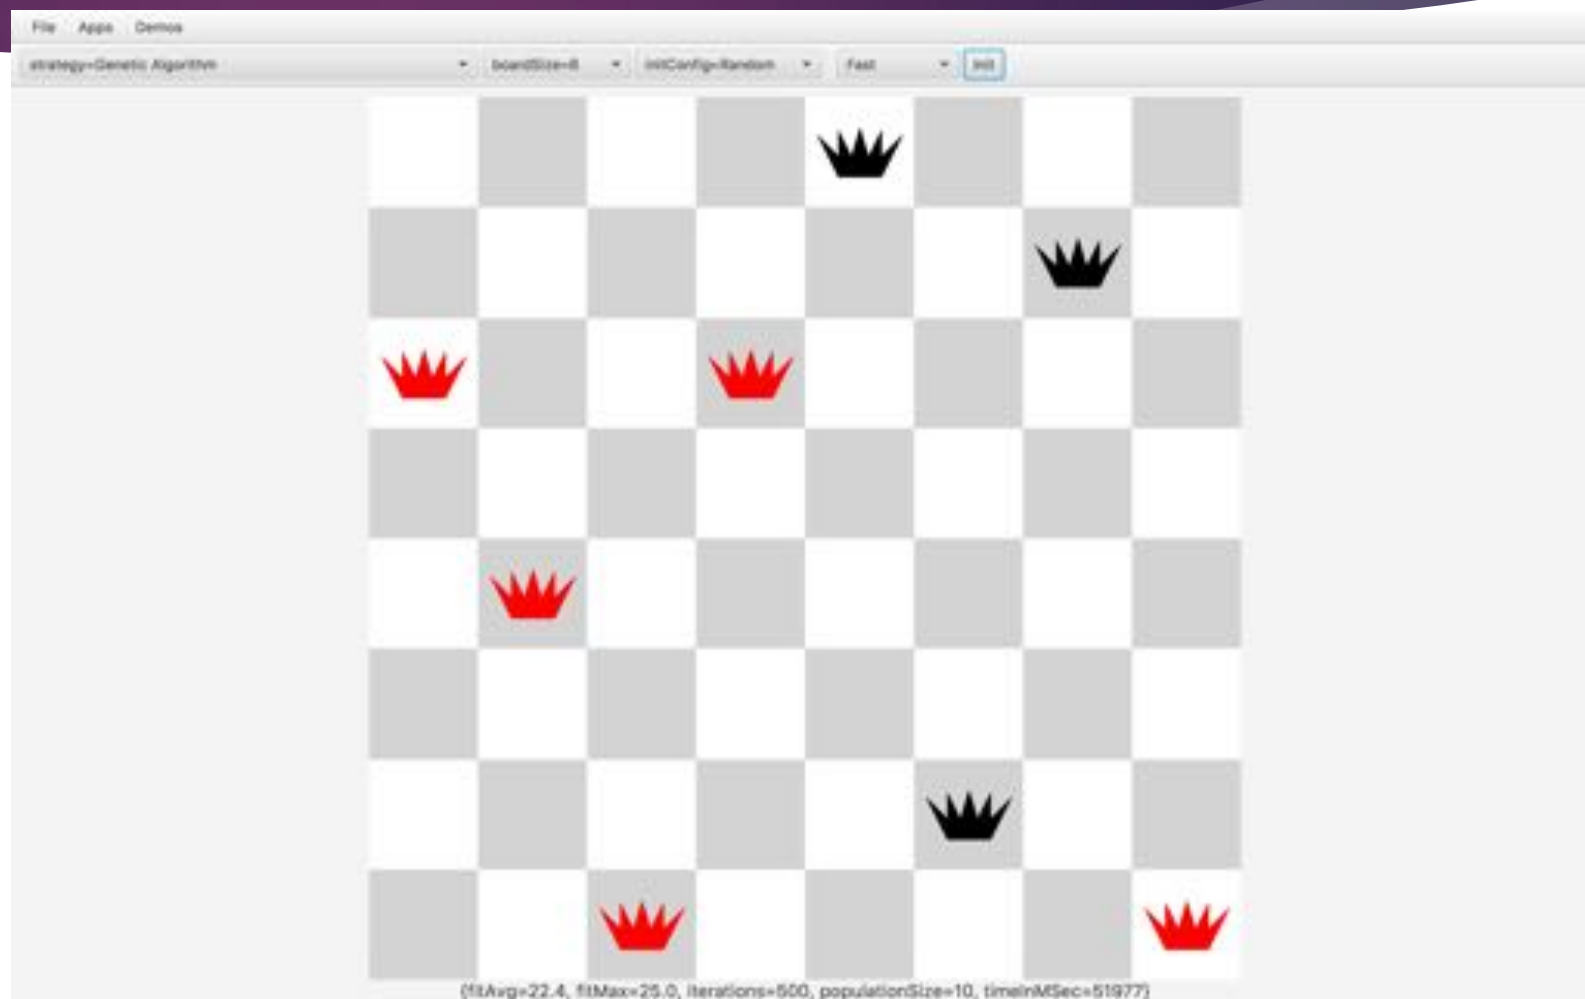 File Apps Demos
strategy=Genetic Algorithm boardSize=8 initConfig=Random Fast Init
{fitAvg=22.4, fitMax=25.0, iterations=500, populationSize=10, timeInMSec=51977}